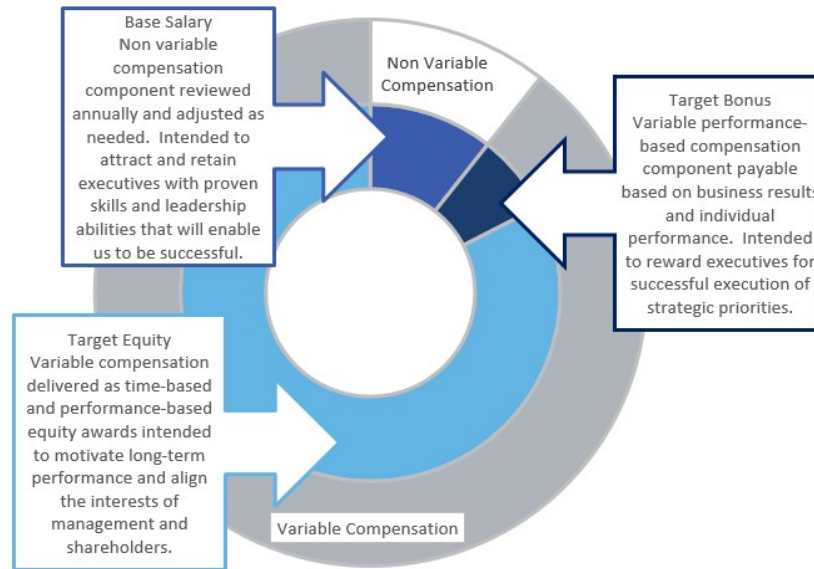 Base Salary
Non variable
compensation
component reviewed
annually and adjusted as
needed.  Intended to
attract and retain
executives with proven
skills and leadership
abilities that will enable
us to be successful.
Non Variable
Compensation
Target Bonus
Variable performance-
based compensation
component payable
based on business results
and individual
performance.  Intended
to reward executives for
successful execution of
strategic priorities.
Target Equity
Variable compensation
delivered as time-based
and performance-based
equity awards intended
to motivate long-term
performance and align
the interests of
management and
shareholders.
Variable Compensation